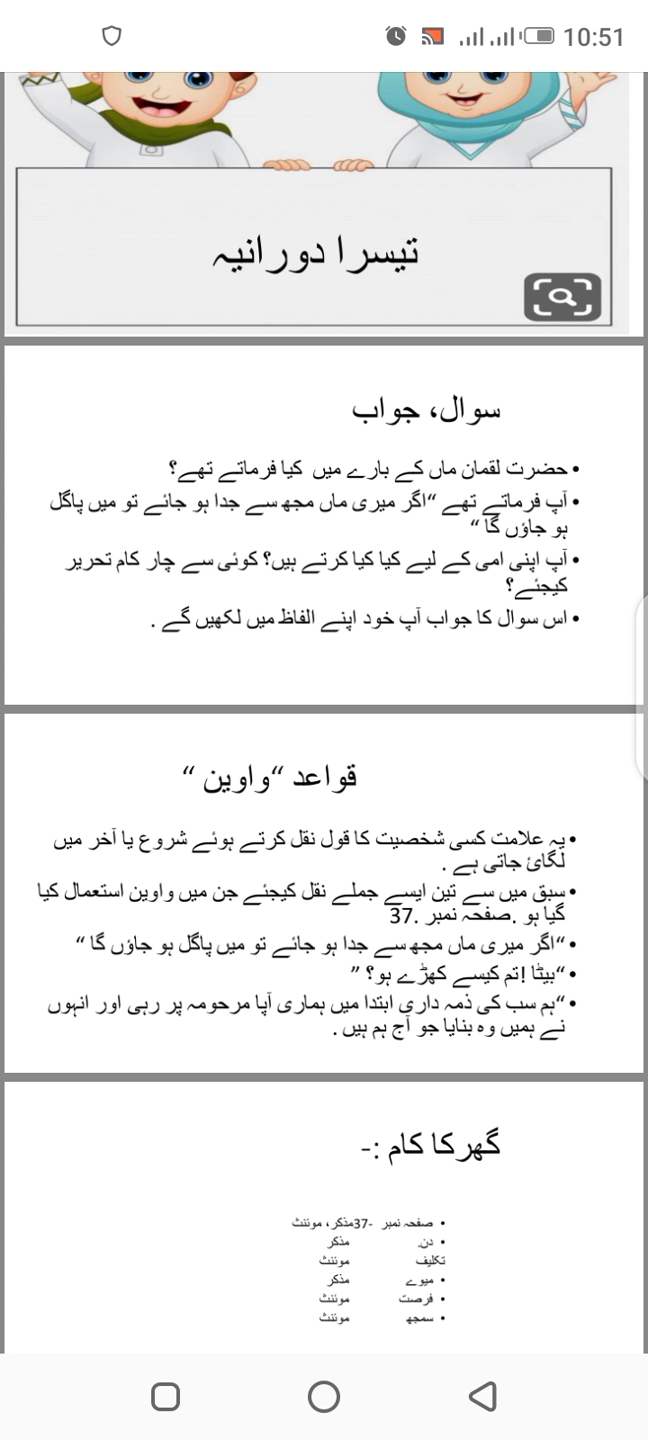 10:51
تیسرا دورانیہ
سوال، جواب
• حضرت لقمان ماں کے بارے میں کیا فرماتے تھے؟
• آپ فرماتے تھے “اگر میری ماں مجھ سے جدا ہو جائے تو میں پاگل
ہو جاؤں گا “
• آپ اپنی امی کے لیے کیا کیا کرتے ہیں؟ کوئی سے چار کام تحریر
کیجئے؟
• اس سوال کا جواب آپ خود اپنے الفاظ میں لکھیں گے .
قواعد “واوین “
• یہ علامت کسی شخصیت کا قول نقل کرتے ہوئے شروع یا آخر میں
لگائ جاتی ہے .
• سبق میں سے تین ایسے جملے نقل کیجئے جن میں واوین استعمال کیا
گیا ہو .صفحہ نمبر .37
• “اگر میری ماں مجھ سے جدا ہو جائے تو میں پاگل ہو جاؤں گا “
• “بیٹا !تم کیسے کھڑے ہو؟ ”
• “ہم سب کی ذمہ داری ابتدا میں ہماری آپا مرحومہ پر رہی اور انہوں
نے ہمیں وہ بنایا جو آج ہم ہیں .
گھر کا کام :-
• صفحہ نمبر -37مذکر، موننث
• دن. مذکر
تکلیف موننث
• میوے مذکر
• فرصت موننث
• سمجھ موننث